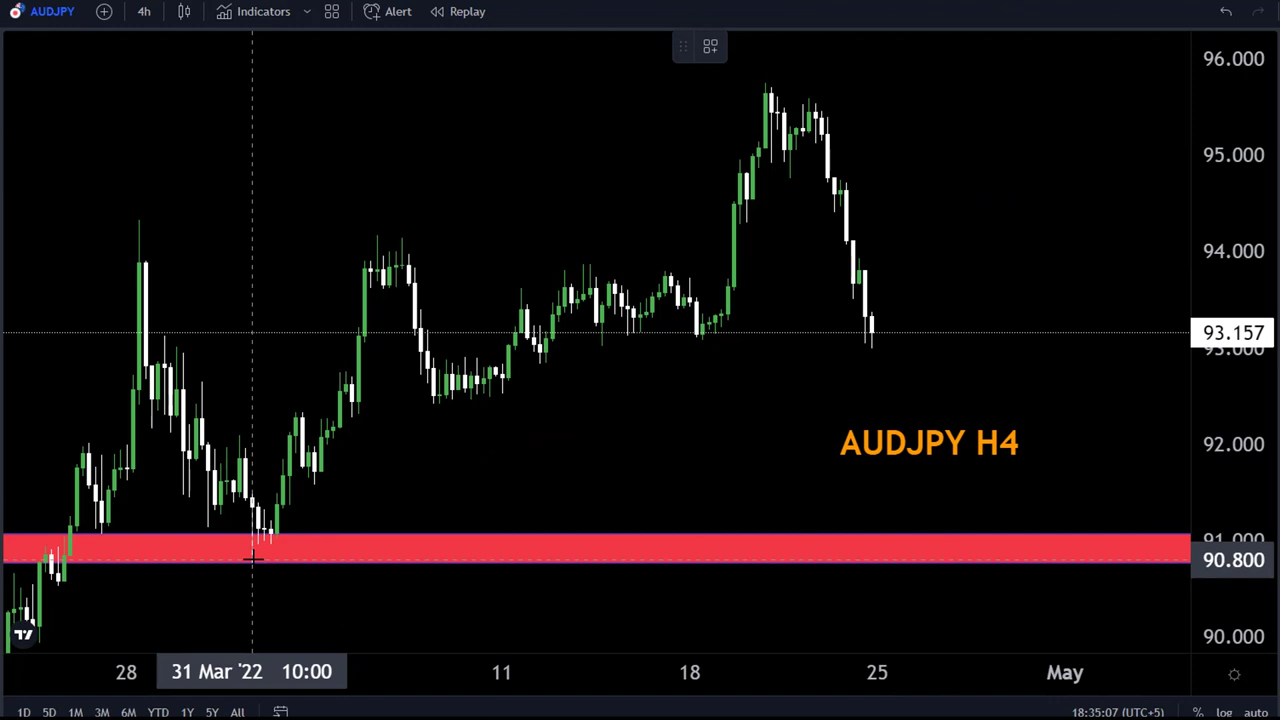 AUDJPY 4h Indicators Alert Replay
96.000
95.000
94.000
93.157
93.000
92.000
AUDJPY H4
91.000
90.800
90.000
28 31 Mar '22 10:00 11 18 25 May
1D 5D 1M 3M 6M YTD 1Y 5Y All 18:35:07 (UTC+5) % log auto